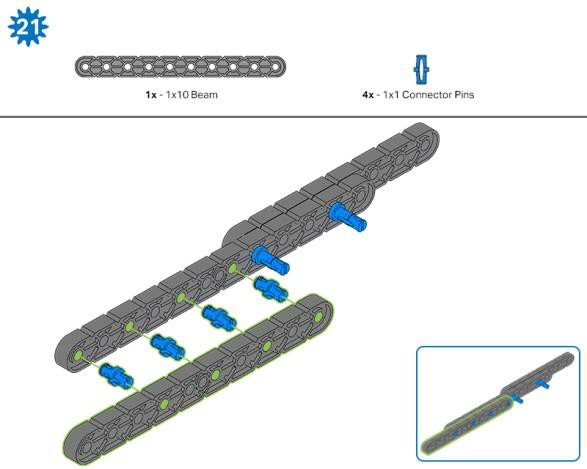 21
1x - 1x10 Beam
4x - 1x1 Connector Pins